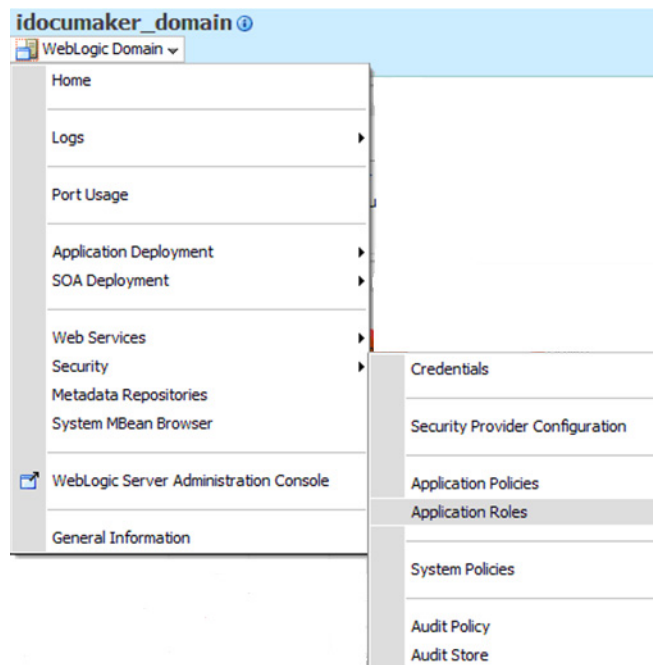 idocumaker_domain
WebLogic Domain
Home
Logs
Port Usage
Application Deployment
SOA Deployment
Web Services
Security
Metadata Repositories
System MBean Browser
WebLogic Server Administration Console
General Information
Credentials
Security Provider Configuration
Application Policies
Application Roles
System Policies
Audit Policy
Audit Store